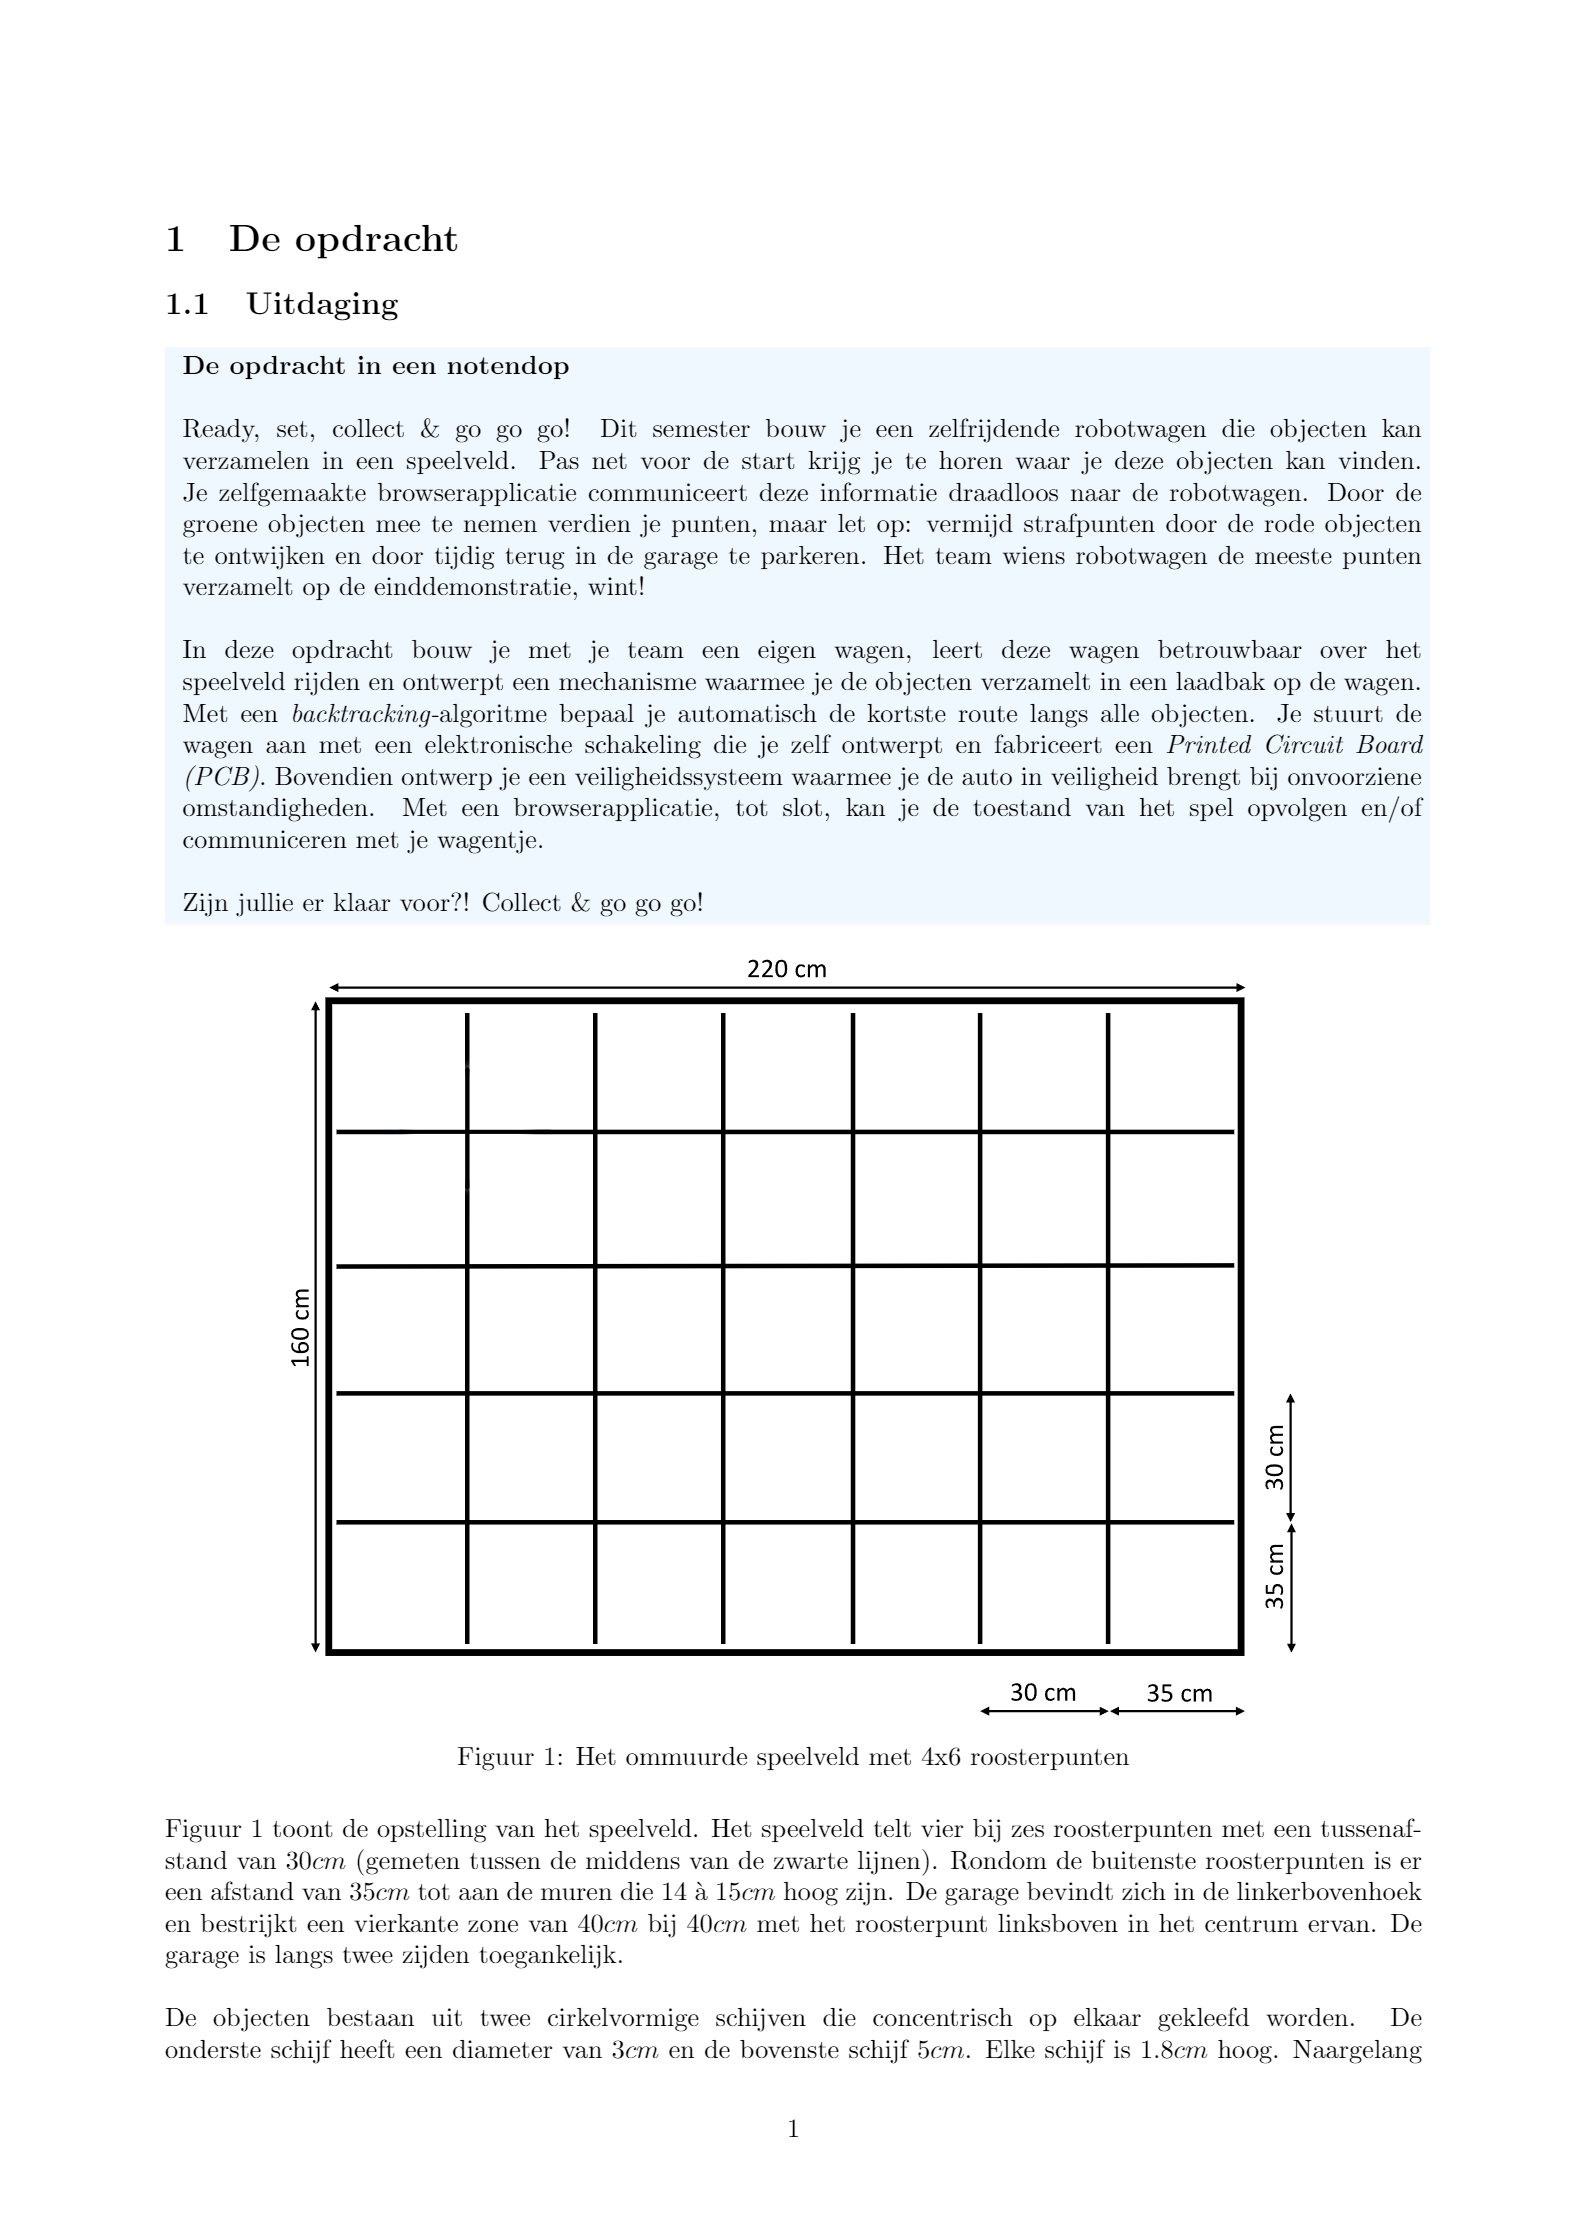 1 De opdracht
1.1 Uitdaging
De opdracht in een notendop
Ready, set, collect & go go go! Dit semester bouw je een zelfrijdende robotwagen die objecten kan
verzamelen in een speelveld. Pas net voor de start krijg je te horen waar je deze objecten kan vinden.
Je zelfgemaakte browserapplicatie communiceert deze informatie draadloos naar de robotwagen. Door de
groene objecten mee te nemen verdien je punten, maar let op: vermijd strafpunten door de rode objecten
te ontwijken en door tijdig terug in de garage te parkeren. Het team wiens robotwagen de meeste punten
verzamelt op de einddemonstratie, wint!
In deze opdracht bouw je met je team een eigen wagen, leert deze wagen betrouwbaar over het
speelveld rijden en ontwerpt een mechanisme waarmee je de objecten verzamelt in een laadbak op de wagen.
Met een backtracking-algoritme bepaal je automatisch de kortste route langs alle objecten. Je stuurt de
wagen aan met een elektronische schakeling die je zelf ontwerpt en fabriceert een Printed Circuit Board
(PCB). Bovendien ontwerp je een veiligheidssysteem waarmee je de auto in veiligheid brengt bij onvoorziene
omstandigheden. Met een browserapplicatie, tot slot, kan je de toestand van het spel opvolgen en/of
communiceren met je wagentje.
Zijn jullie er klaar voor?! Collect & go go go!
220 cm
160 cm
30 cm
35 cm
30 cm
35 cm
Figuur 1: Het ommuurde speelveld met 4x6 roosterpunten
Figuur 1 toont de opstelling van het speelveld. Het speelveld telt vier bij zes roosterpunten met een tussenaf-
stand van 30cm (gemeten tussen de middens van de zwarte lijnen). Rondom de buitenste roosterpunten is er
een afstand van 35cm tot aan de muren die 14 à 15cm hoog zijn. De garage bevindt zich in de linkerbovenhoek
en bestrijkt een vierkante zone van 40cm bij 40cm met het roosterpunt linksboven in het centrum ervan. De
garage is langs twee zijden toegankelijk.
De objecten bestaan uit twee cirkelvormige schijven die concentrisch op elkaar gekleefd worden. De
onderste schijf heeft een diameter van 3cm en de bovenste schijf 5cm. Elke schijf is 1.8cm hoog. Naargelang
1